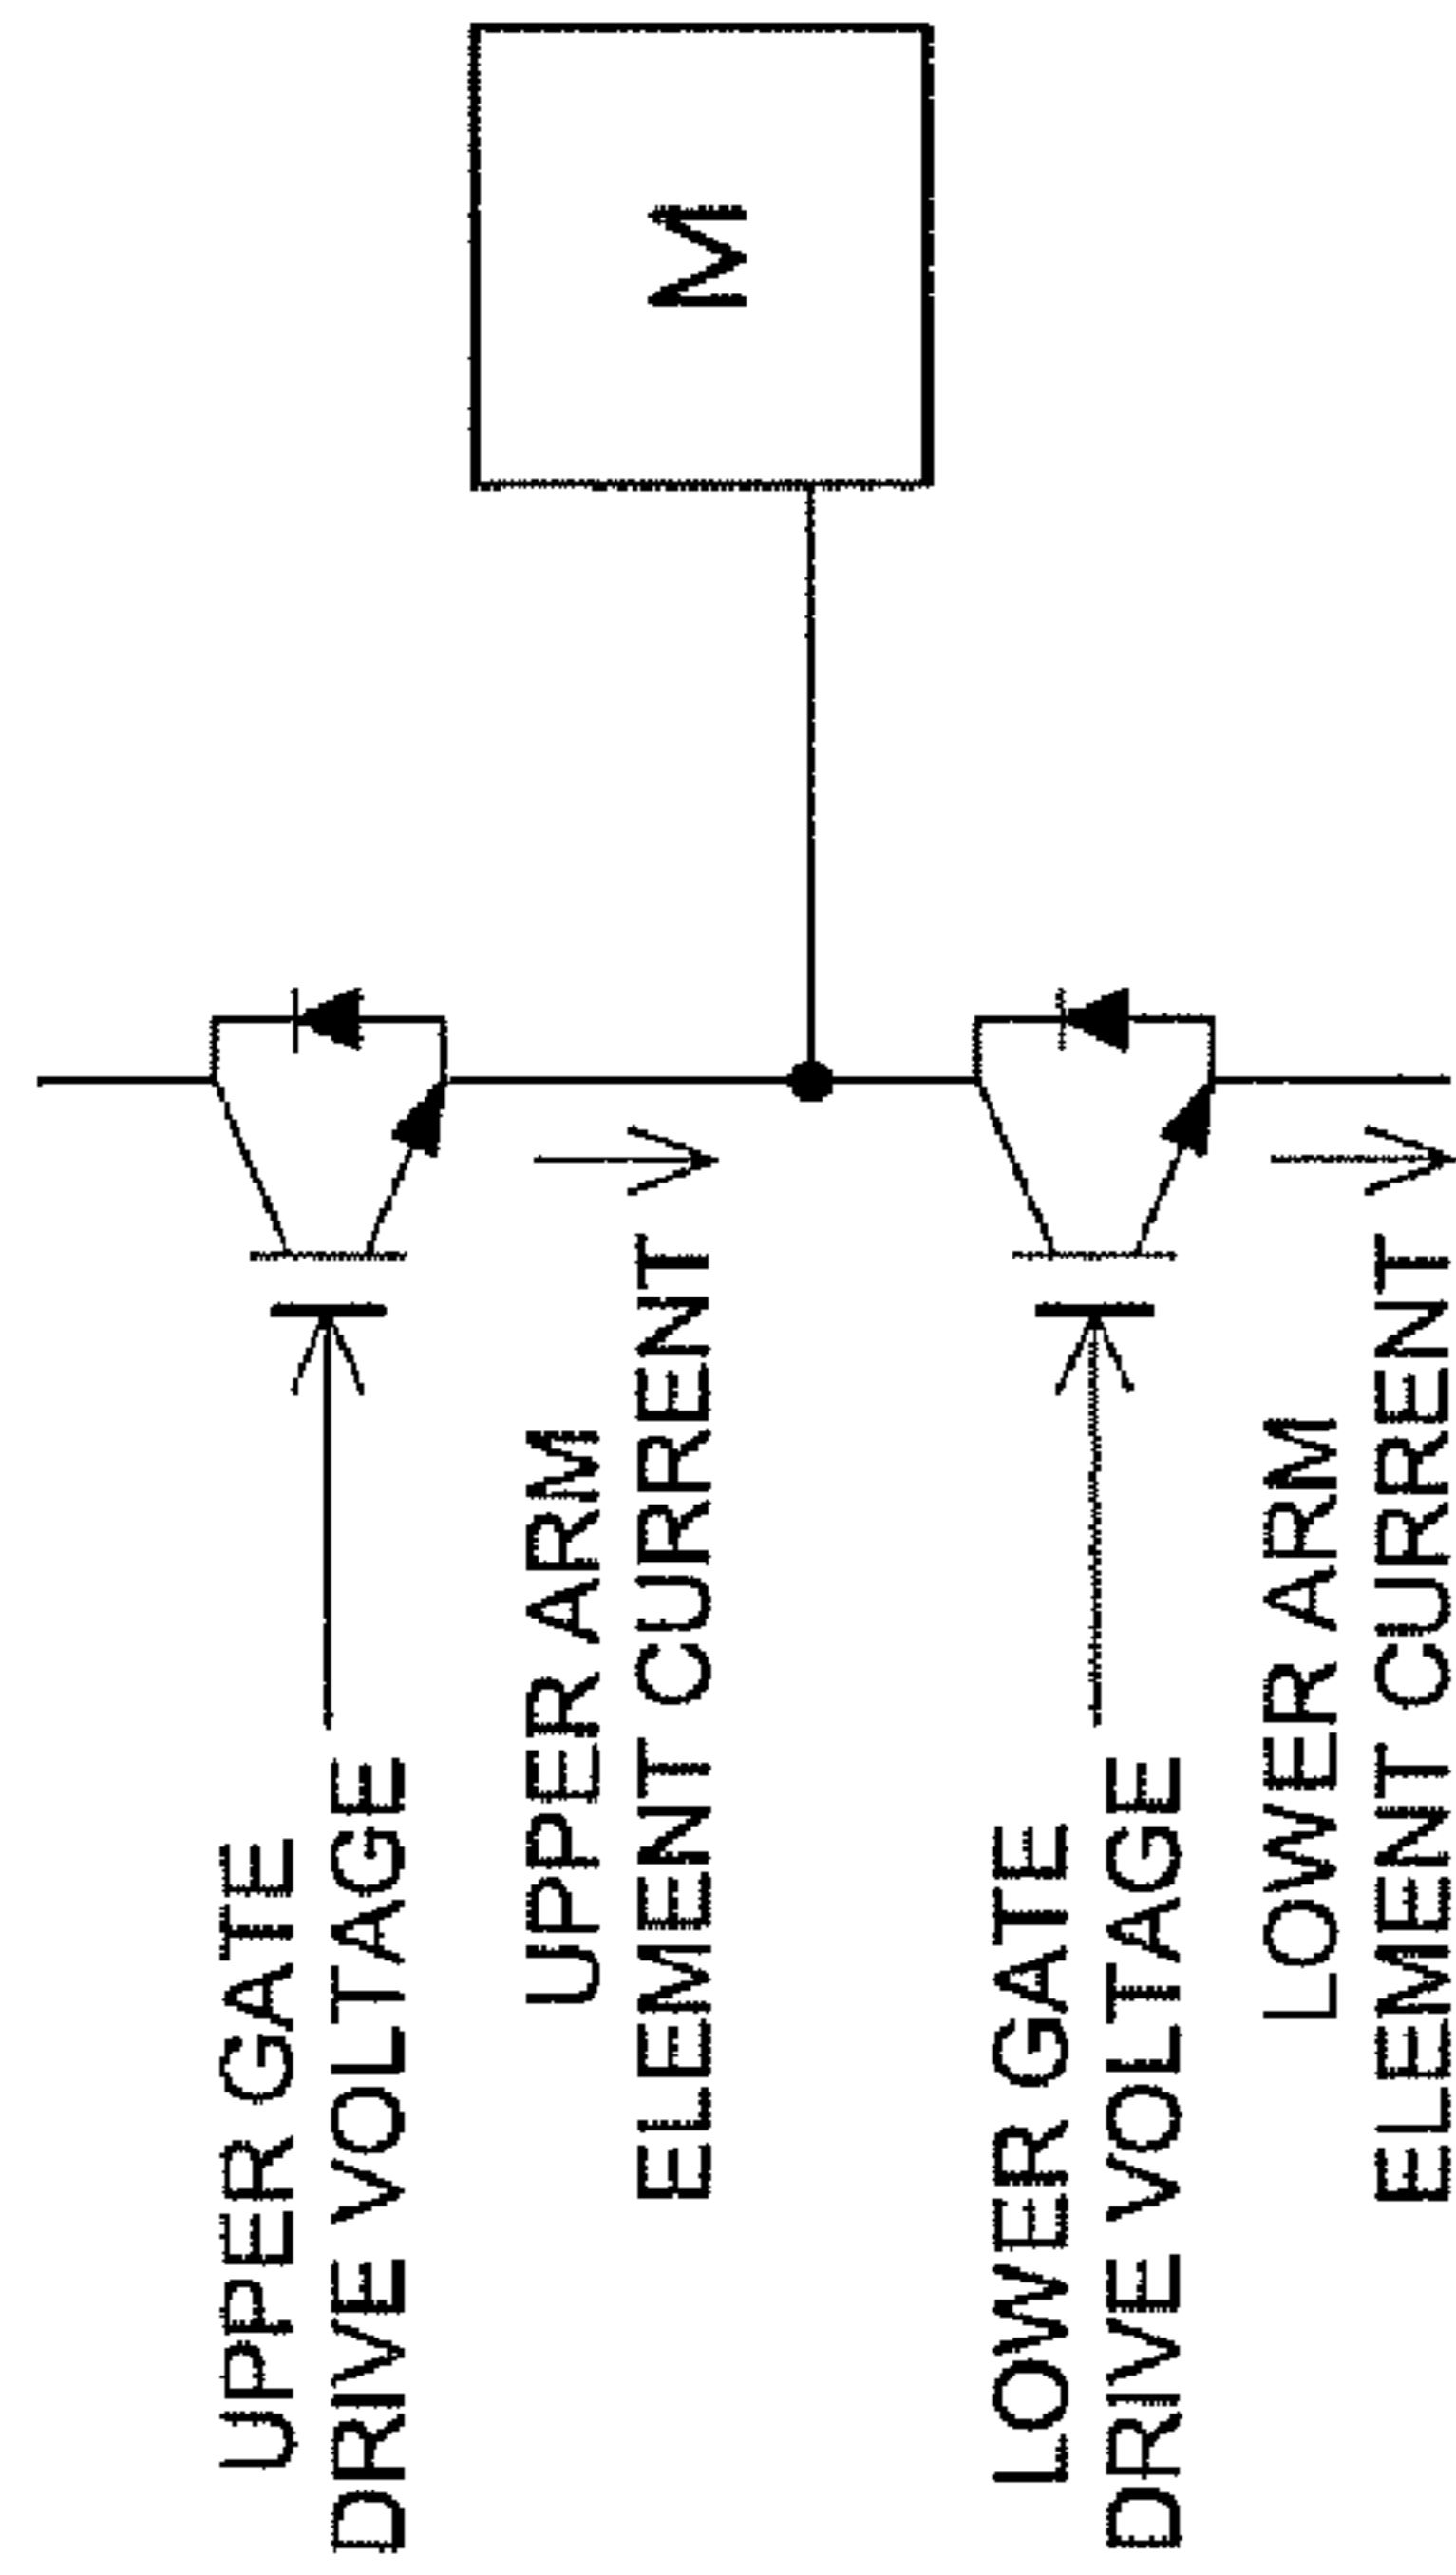 UPPER GATE
DRIVE VOLTAGE
UPPER ARM
ELEMENT CURRENT
M
LOWER GATE
DRIVE VOLTAGE
LOWER ARM
ELEMENT CURRENT